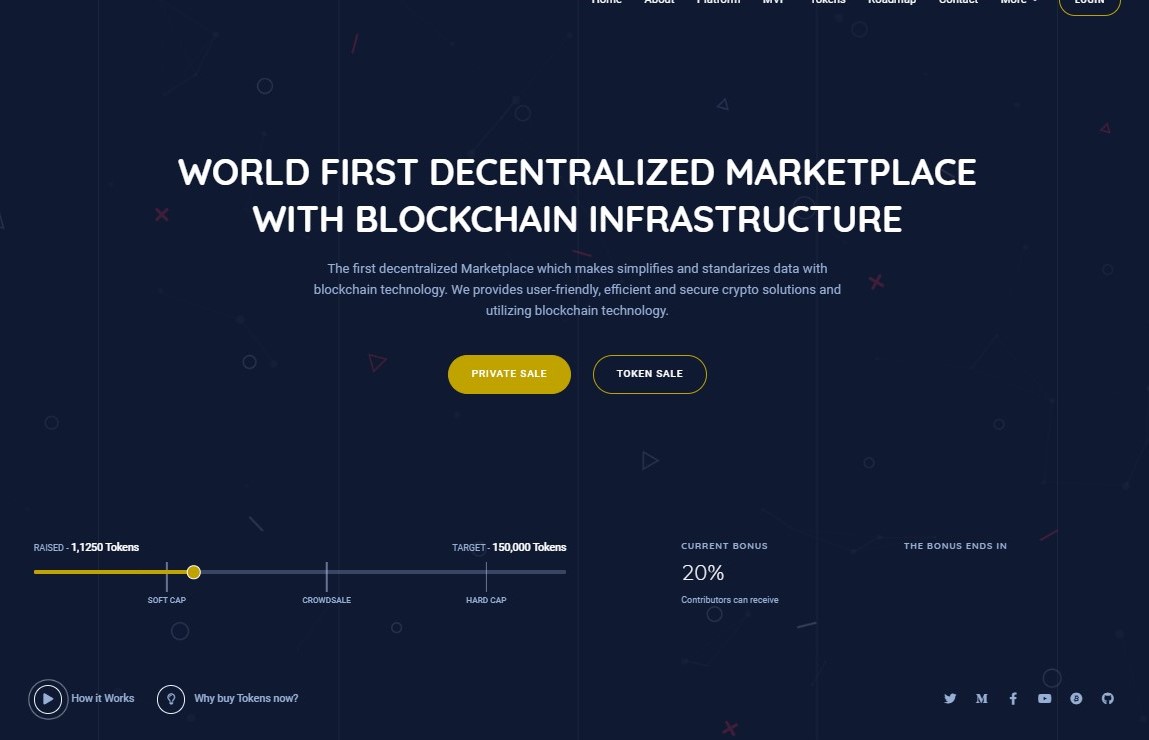 Home About Platform MVP Tokens Roadmap Contact More LOGIN
WORLD FIRST DECENTRALIZED MARKETPLACE
WITH BLOCKCHAIN INFRASTRUCTURE
The first decentralized Marketplace which makes simplifies and standarizes data with
blockchain technology. We provides user-friendly, efficient and secure crypto solutions and
utilizing blockchain technology.
PRIVATE SALE TOKEN SALE
RAISED - 1,1250 Tokens TARGET - 150,000 Tokens
SOFT CAP CROWDSALE HARD CAP
CURRENT BONUS
20%
Contributors can receive
THE BONUS ENDS IN
How it Works Why buy Tokens now?